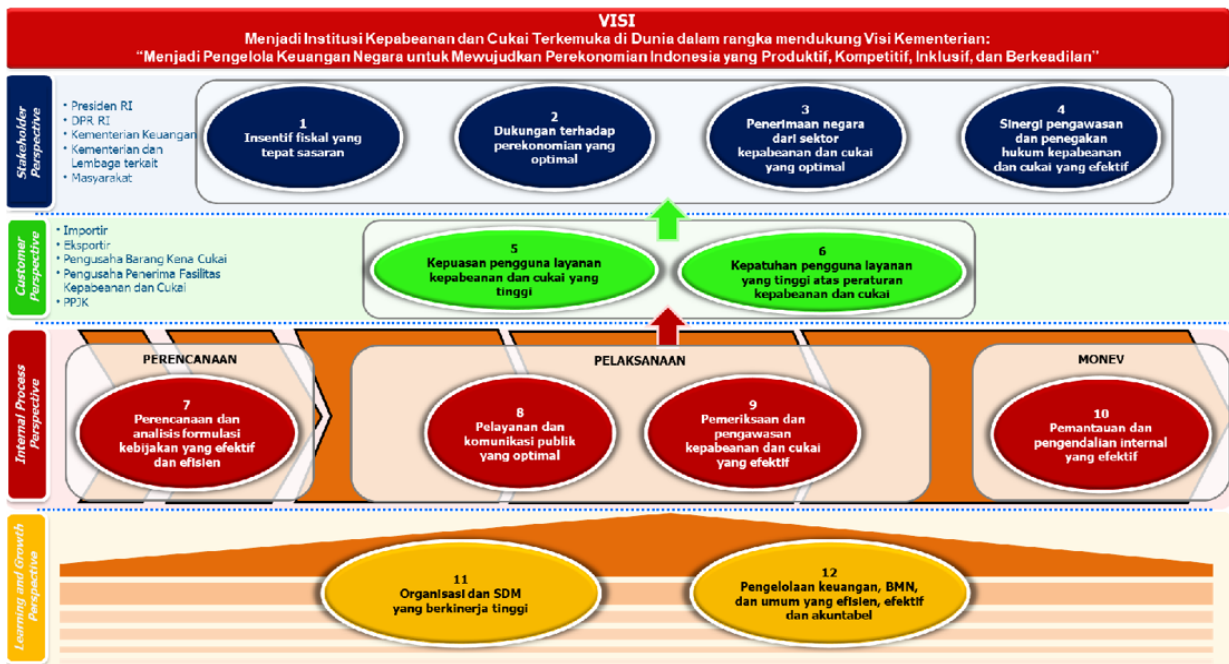 VISI
Menjadi Institusi Kepabeanan dan Cukai Terkemuka di Dunia dalam rangka mendukung Visi Kementerian:
“Menjadi Pengelola Keuangan Negara untuk Mewujudkan Perekonomian Indonesia yang Produktif, Kompetitif, Inklusif, dan Berkeadilan”
Stakeholder
Perspective
• Presiden RI
• DPR RI
• Kementerian Keuangan
• Kementerian dan
Lembaga terkait
• Masyarakat
1
Insentif fiskal yang
tepat sasaran
2
Dukungan terhadap
perekonomian yang
optimal
3
Penerimaan negara
dari sektor
kepabeanan dan cukai
yang optimal
4
Sinergi pengawasan
dan penegakan
hukum kepabeanan
dan cukai yang efektif
Customer
Perspective
• Importir
• Eksportir
• Pengusaha Barang Kena Cukai
• Pengusaha Penerima Fasilitas
Kepabeanan dan Cukai
• PPJK
5
Kepuasan pengguna layanan
kepabeanan dan cukai yang
tinggi
6
Kepatuhan pengguna layanan
yang tinggi atas peraturan
kepabeanan dan cukai
Internal Process
Perspective
PERENCANAAN
7
Perencanaan dan
analisis formulasi
kebijakan yang efektif
dan efisien
PELAKSANAAN
8
Pelayanan dan
komunikasi publik
yang optimal
9
Pemeriksaan dan
pengawasan
kepabeanan dan cukai
yang efektif
MONEV
10
Pemantauan dan
pengendalian internal
yang efektif
Learning and Growth
Perspective
11
Organisasi dan SDM
yang berkinerja tinggi
12
Pengelolaan keuangan, BMN,
dan umum yang efisien, efektif
dan akuntabel